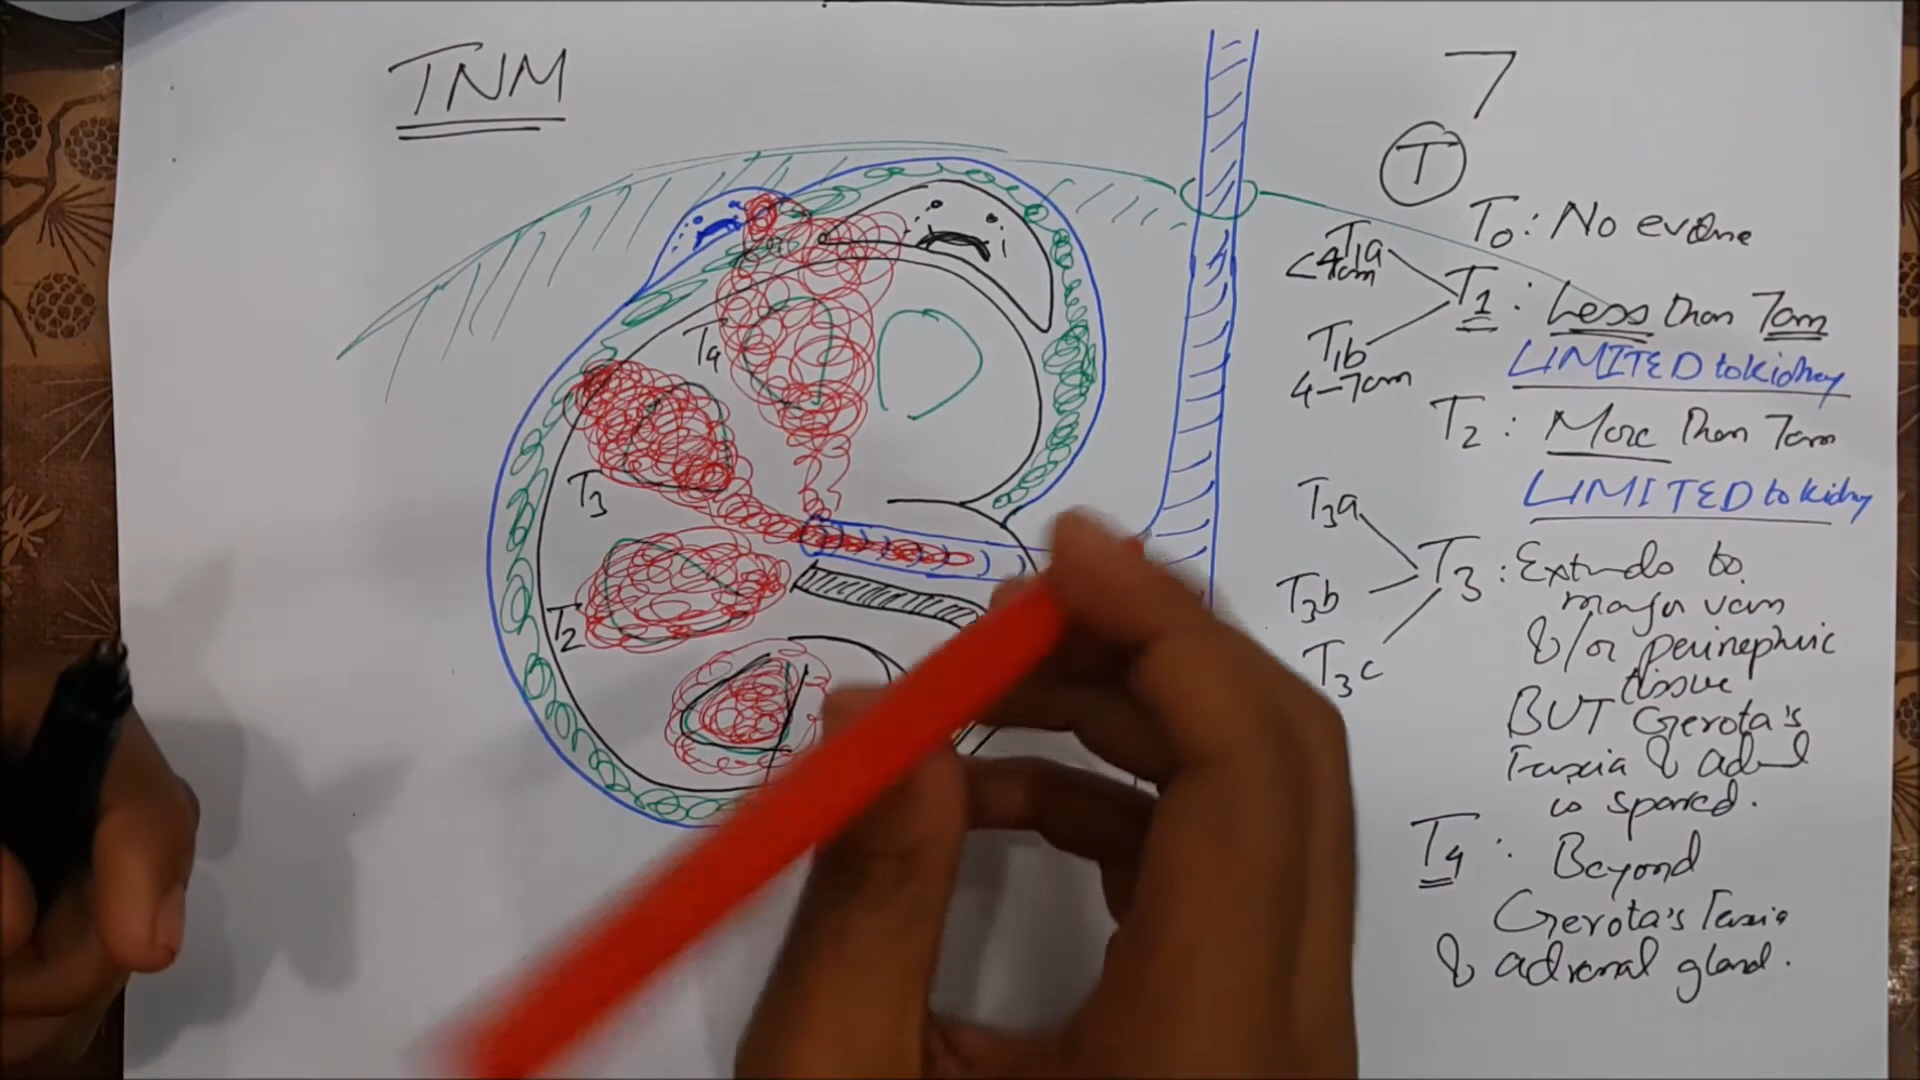 TNM
7
T
T0: No evidne
T1a
<4cm
T1: Less Than 7cm
LIMITED to kidney
T1b
4-7cm
T2: More Than 7cm
LIMITED to kidny
T3a
T3b
T3c
T3: Extends to
major vein
&/or perinephric
tissue
BUT Gerota's
Fascia & adrenal
is spared.
T4: Beyond
Gerota's Fascia
& adrenal gland.
T4
T3
T2